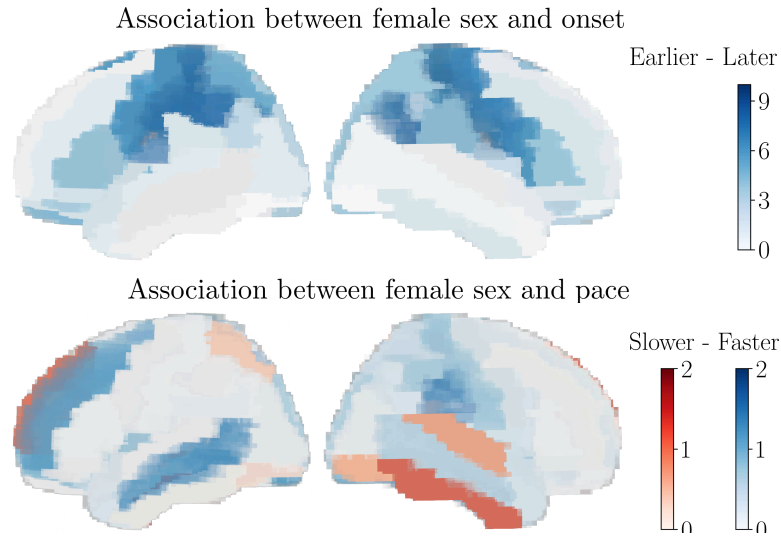 Association between female sex and onset
Earlier - Later
9
6
3
0
Association between female sex and pace
Slower - Faster
2 2
1 1
0 0